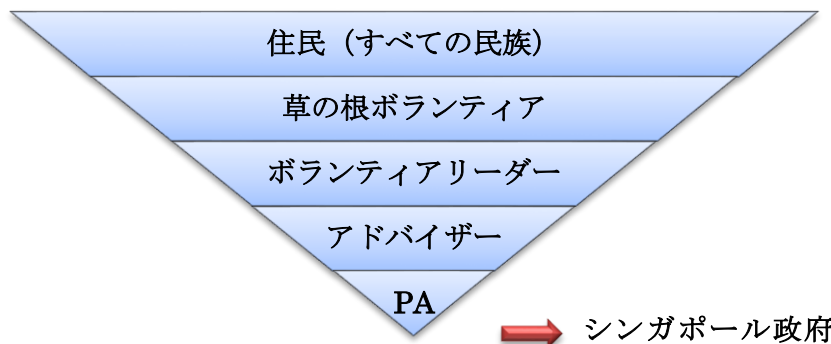 住民（すべての民族）
草の根ボランティア
ボランティアリーダー
アドバイザー
PA
シンガポール政府